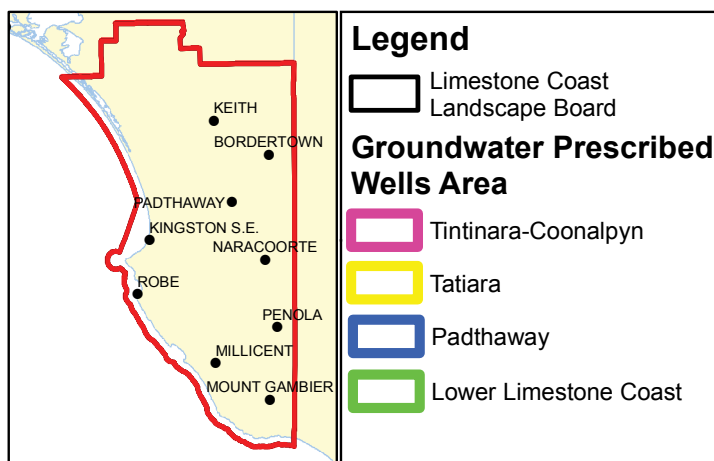 KEITH
BORDERTOWN
PADTHAWAY
KINGSTON S.E.
NARACOORTE
ROBE
PENOLA
MILLICENT
MOUNT GAMBIER
Legend
Limestone Coast
Landscape Board
Groundwater Prescribed
Wells Area
Tintinara-Coonalpyn
Tatiara
Padthaway
Lower Limestone Coast